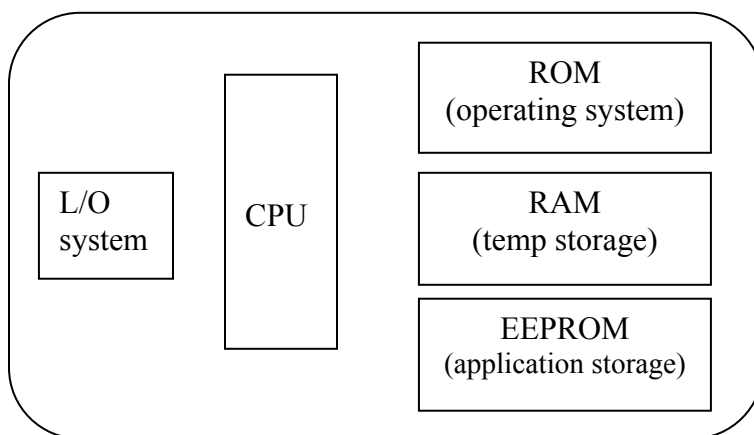 L/O
system
CPU
ROM
(operating system)
RAM
(temp storage)
EEPROM
(application storage)